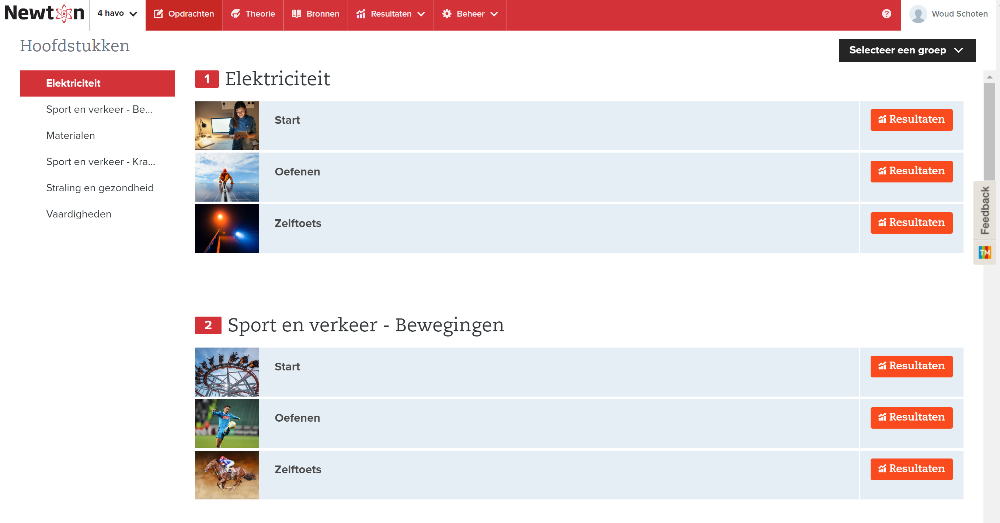 Newton
4 havo
Opdrachten
Theorie
Bronnen
Resultaten
Beheer
?
Woud Schoten
Hoofdstukken
Selecteer een groep
Elektriciteit
Sport en verkeer - Be...
Materialen
Sport en verkeer - Kra...
Straling en gezondheid
Vaardigheden
1 Elektriciteit
Start
Resultaten
Oefenen
Resultaten
Zelftoets
Resultaten
Feedback
TM
2 Sport en verkeer - Bewegingen
Start
Resultaten
Oefenen
Resultaten
Zelftoets
Resultaten